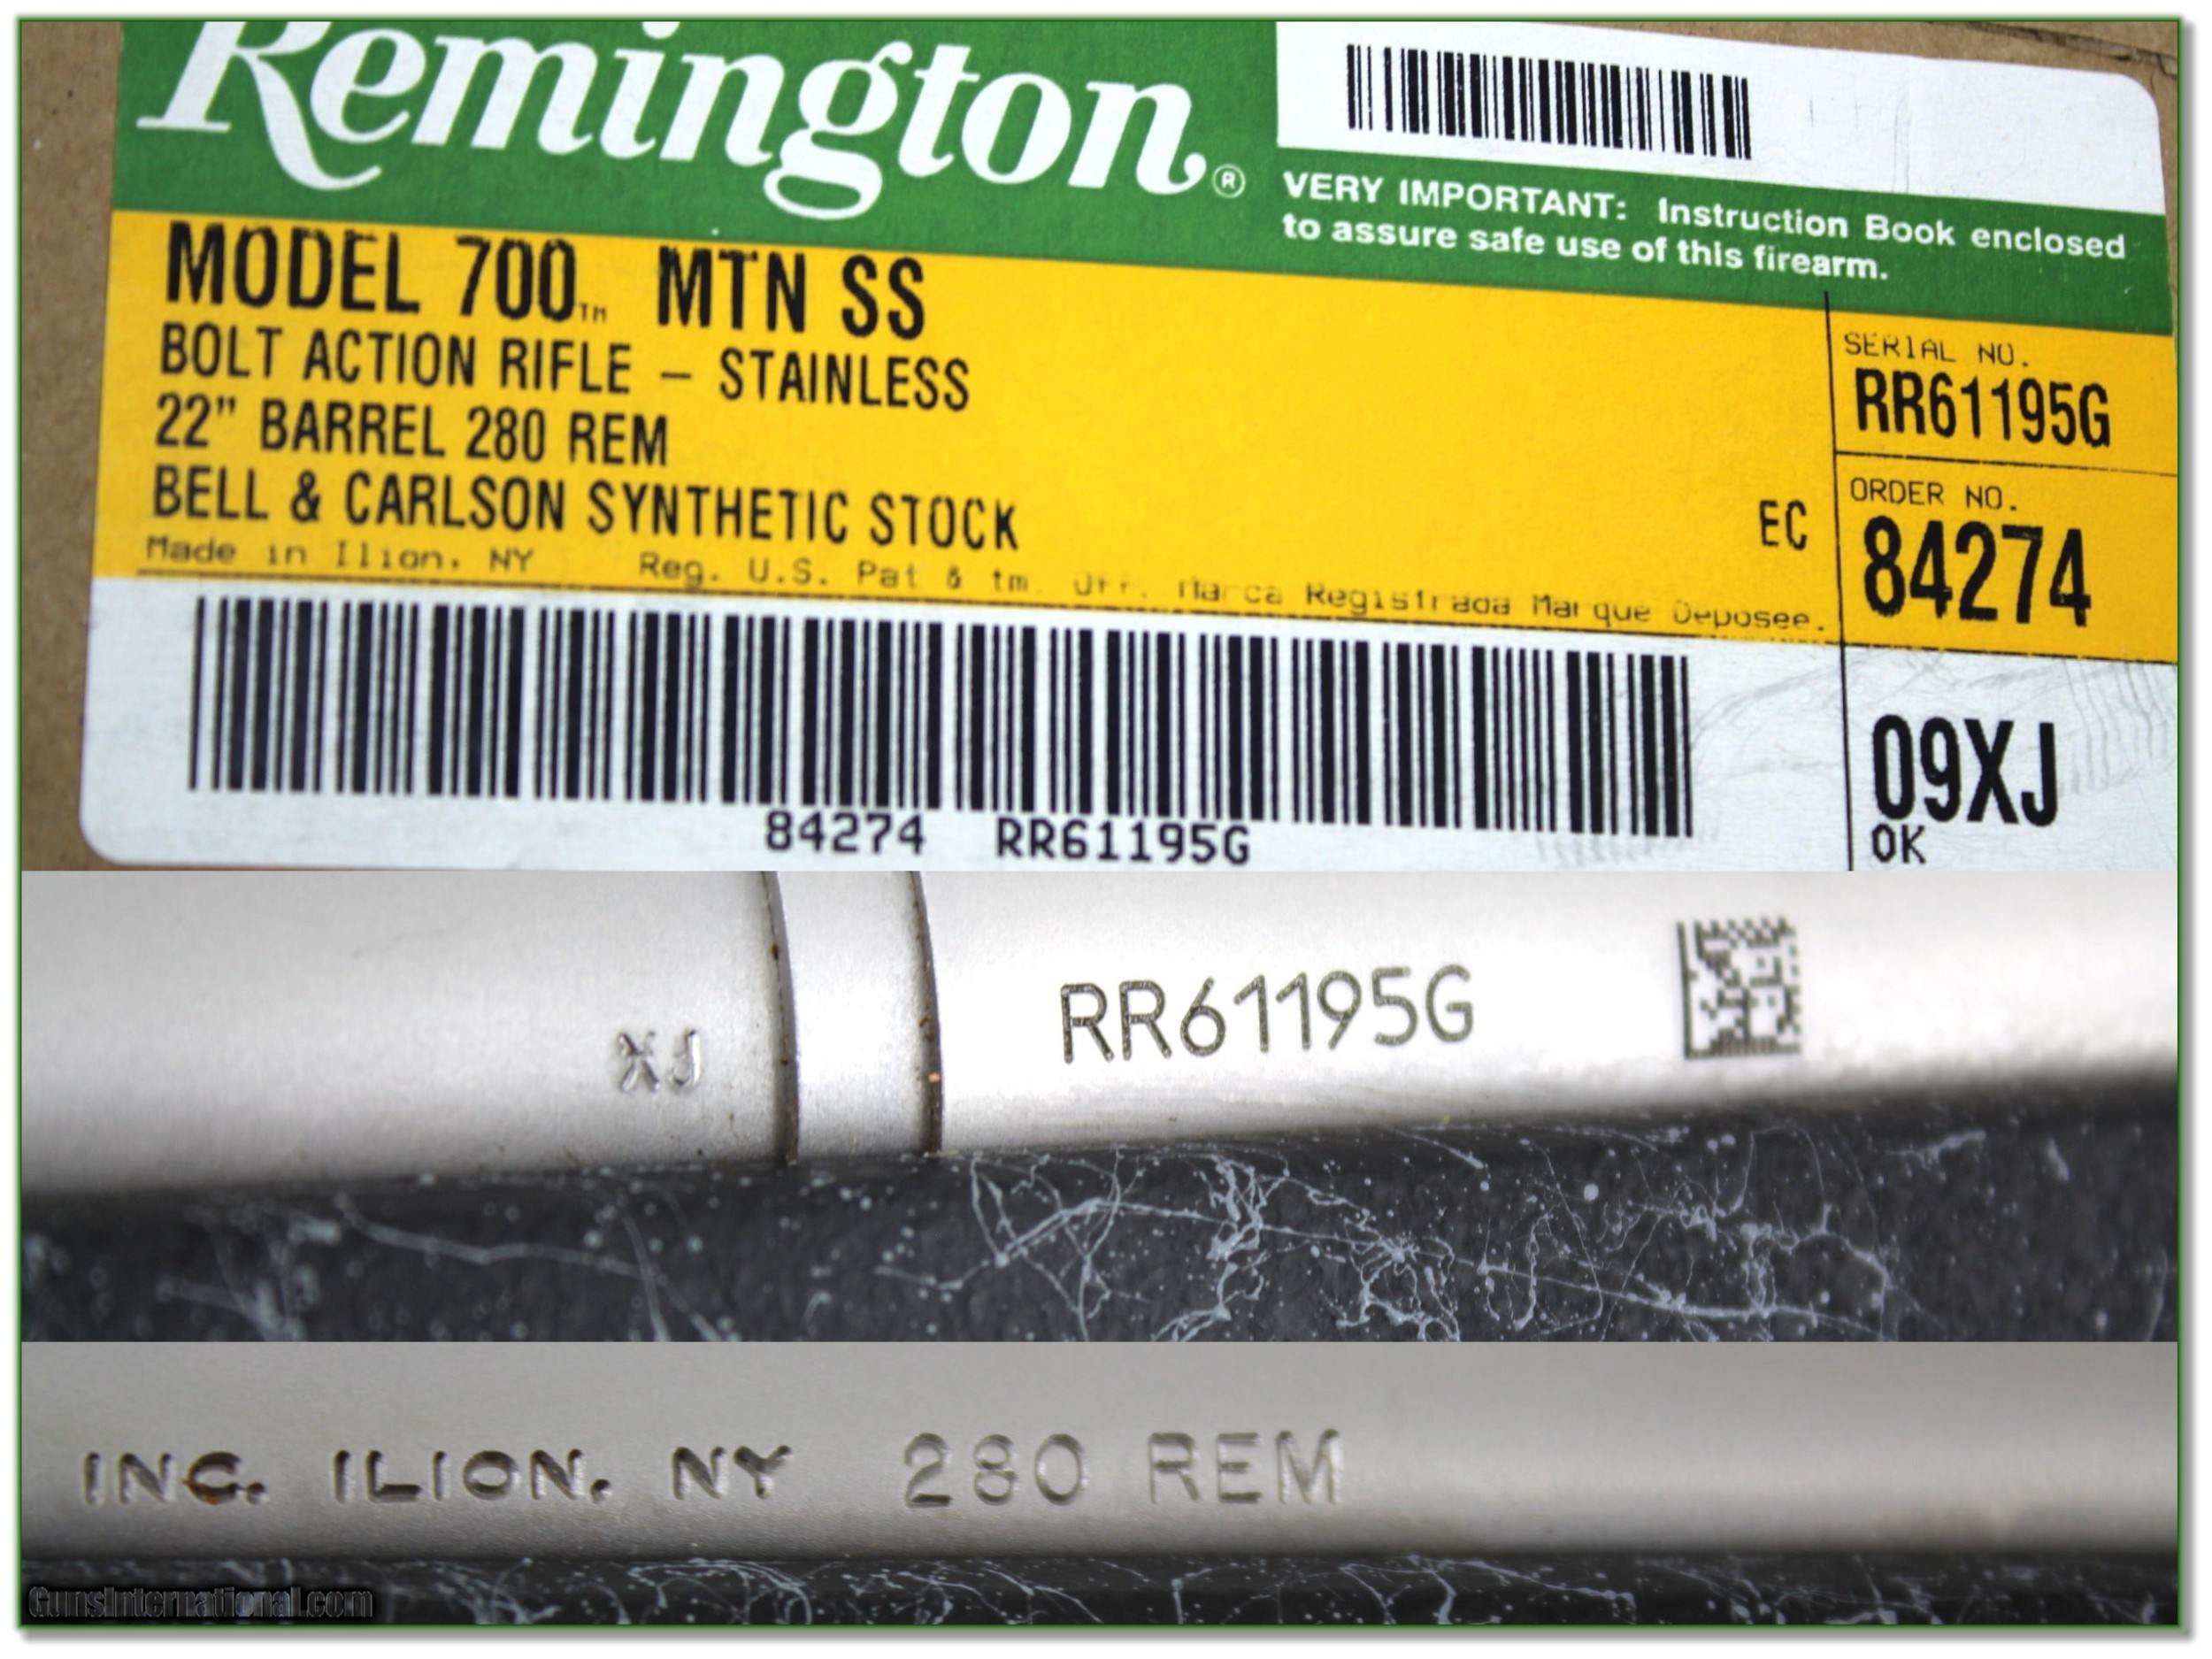 Remington®
VERY IMPORTANT: Instruction Book enclosed
to assure safe use of this firearm.
MODEL 700™ MTN SS
BOLT ACTION RIFLE – STAINLESS
22" BARREL 280 REM
BELL & CARLSON SYNTHETIC STOCK
EC
Made in Ilion, NY Reg. U.S. Pat & tm. Off. Marca Registrada Marque Deposee.
SERIAL NO.
RR61195G
ORDER NO.
84274
09XJ
OK
84274 RR61195G
XJ
RR61195G
INC. ILION, NY 280 REM
GunsInternational.com